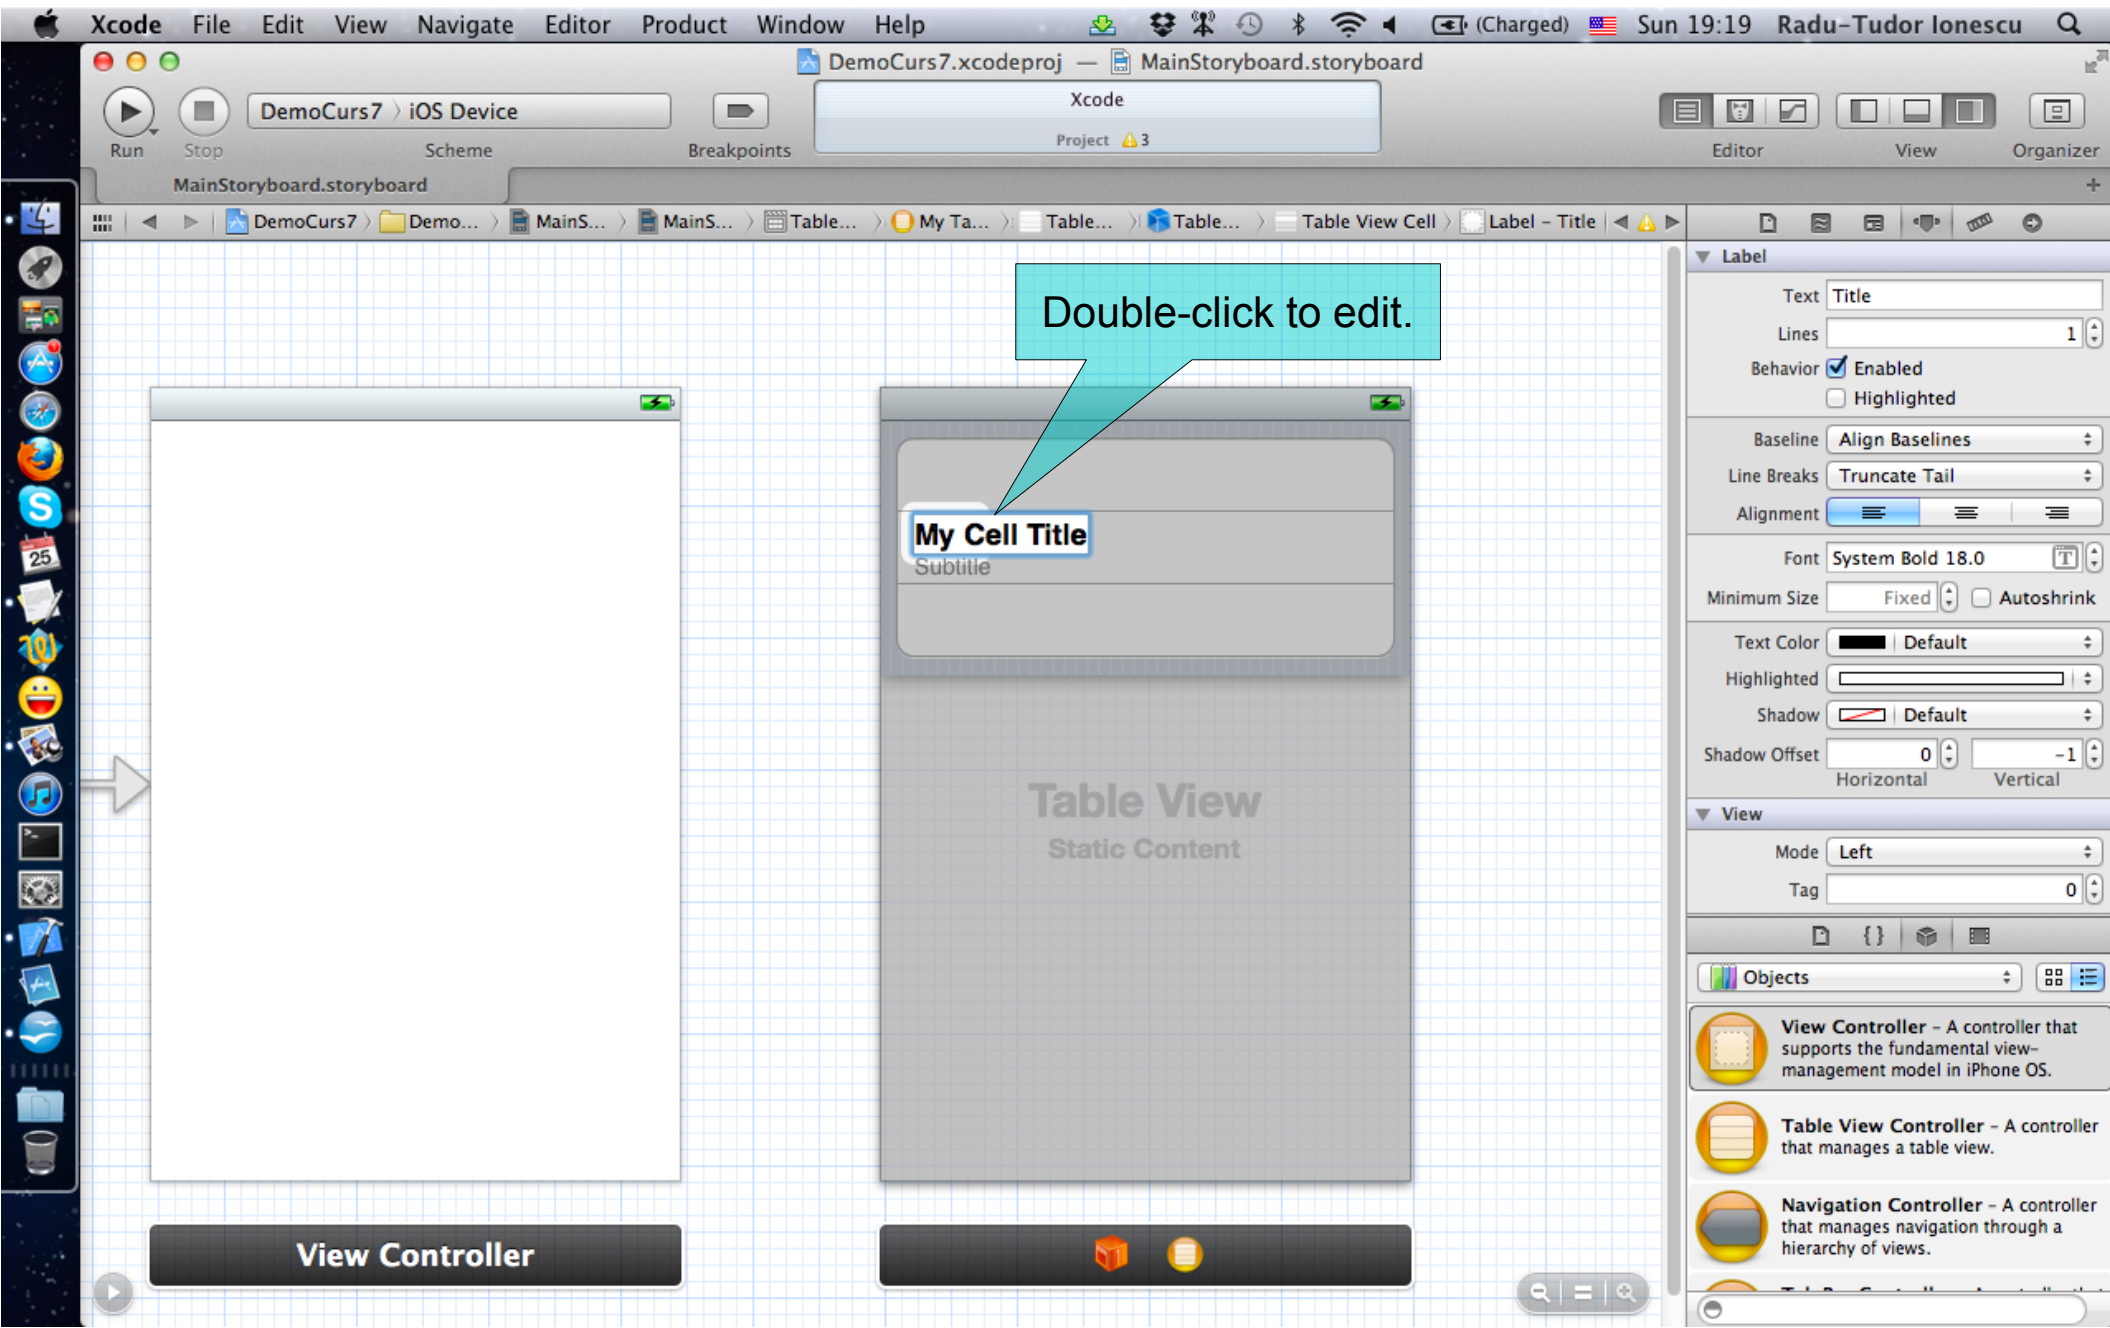 Xcode File Edit View Navigate Editor Product Window Help (Charged) Sun 19:19 Radu-Tudor Ionescu
DemoCurs7.xcodeproj — MainStoryboard.storyboard
DemoCurs7 iOS Device
Xcode
Project 3
Run Stop Scheme Breakpoints Editor View Organizer
MainStoryboard.storyboard
DemoCurs7 Demo... MainS... MainS... Table... My Ta... Table... Table... Table View Cell Label - Title
Double-click to edit.
My Cell Title
Subtitle
Table View
Static Content
View Controller
Label
Text Title
Lines 1
Behavior Enabled
Highlighted
Baseline Align Baselines
Line Breaks Truncate Tail
Alignment
Font System Bold 18.0 T
Minimum Size Fixed Autoshrink
Text Color Default
Highlighted
Shadow Default
Shadow Offset 0 -1
Horizontal Vertical
View
Mode Left
Tag 0
{}
Objects
View Controller - A controller that
supports the fundamental view-
management model in iPhone OS.
Table View Controller - A controller
that manages a table view.
Navigation Controller - A controller
that manages navigation through a
hierarchy of views.
25